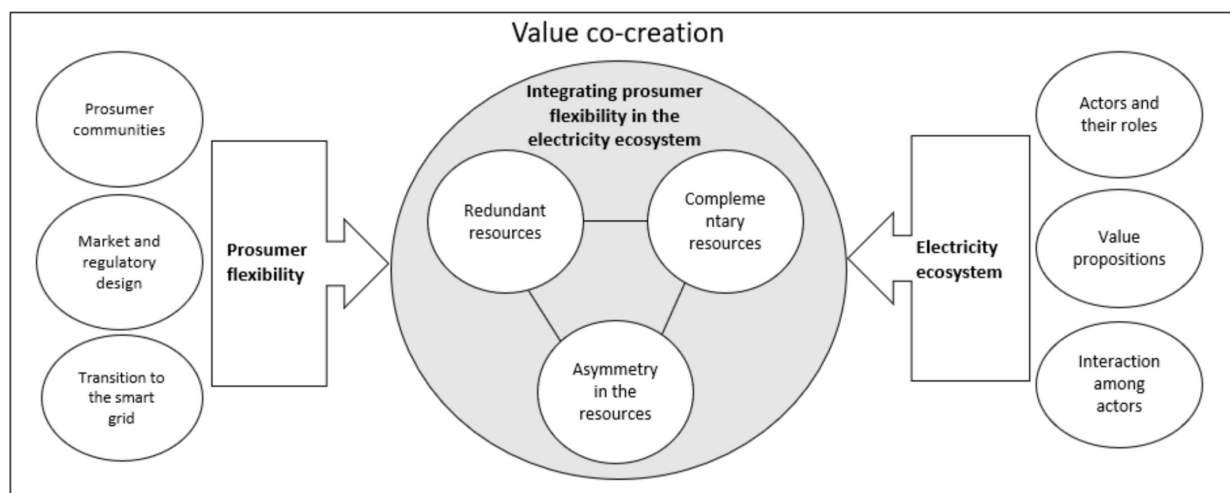 Value co-creation
Prosumer
communities
Market and
regulatory
design
Transition to
the smart
grid
Prosumer
flexibility
Integrating prosumer
flexibility in the
electricity ecosystem
Redundant
resources
Compleme
ntary
resources
Asymmetry
in the
resources
Electricity
ecosystem
Actors and
their roles
Value
propositions
Interaction
among
actors